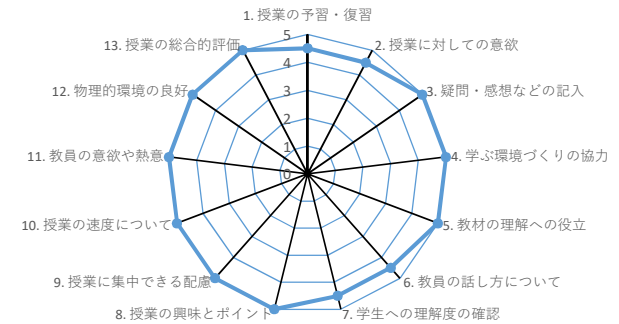 1. 授業の予習・復習
2. 授業に対しての意欲
3. 疑問・感想などの記入
4. 学ぶ環境づくりの協力
5. 教材の理解への役立
6. 教員の話し方について
7. 学生への理解度の確認
8. 授業の興味とポイント
9. 授業に集中できる配慮
10. 授業の速度について
11. 教員の意欲や熱意
12. 物理的環境の良好
13. 授業の総合的評価
5
4
3
2
1
0